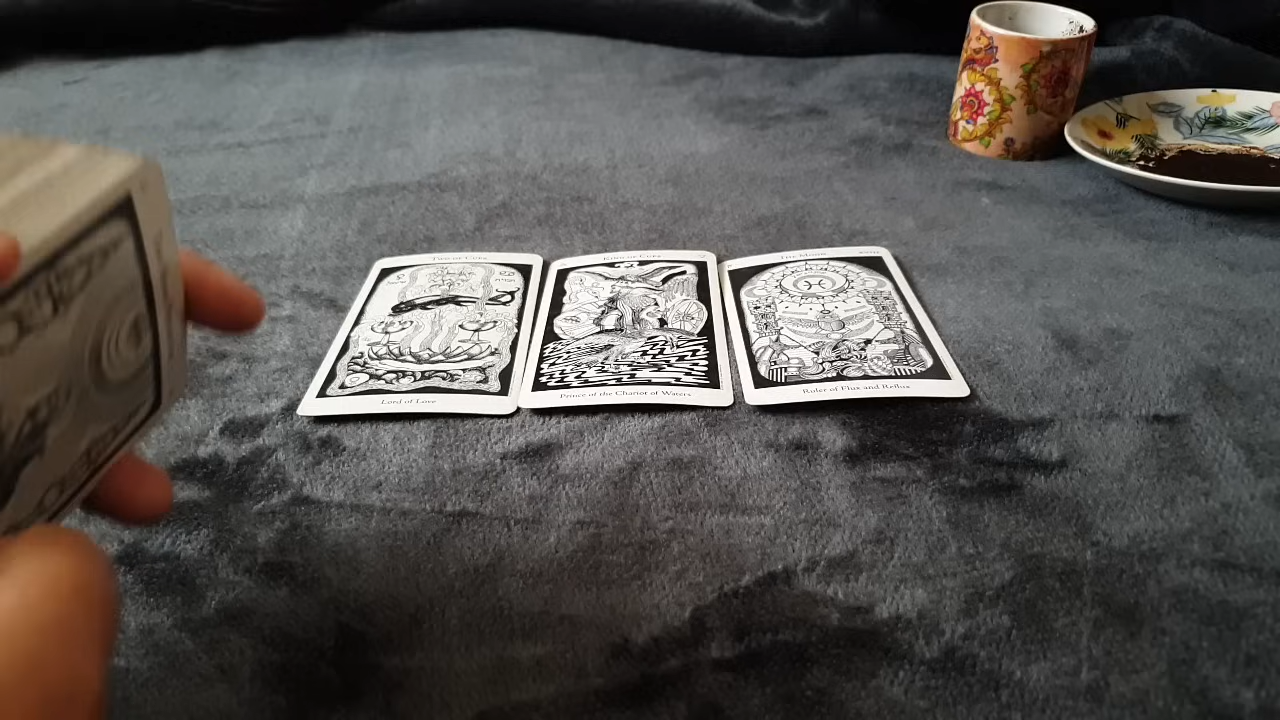 Two of Cups
King of Cups
The Moon
Lord of Love
Prince of the Chariot of Waters
Ruler of Flux and Reflux